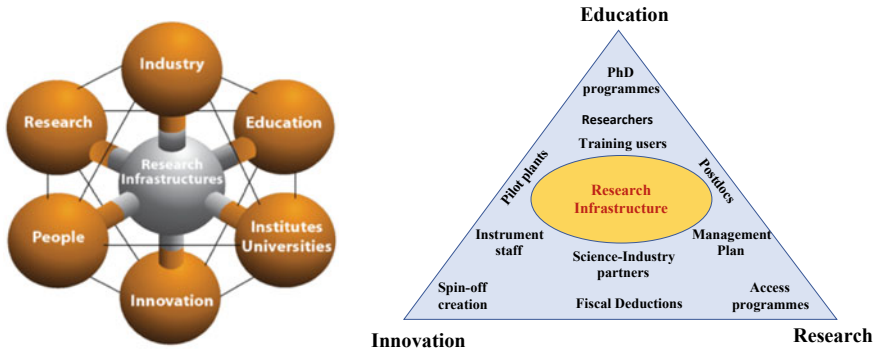 Industry
Research
Education
Research
Infrastructures
People
Institutes
Universities
Innovation
Education
PhD
programmes
Researchers
Training users
Pilot plants
Postdocs
Research
Infrastructure
Instrument
staff
Management
Plan
Science-Industry
partners
Spin-off
creation
Fiscal Deductions
Access
programmes
Innovation
Research